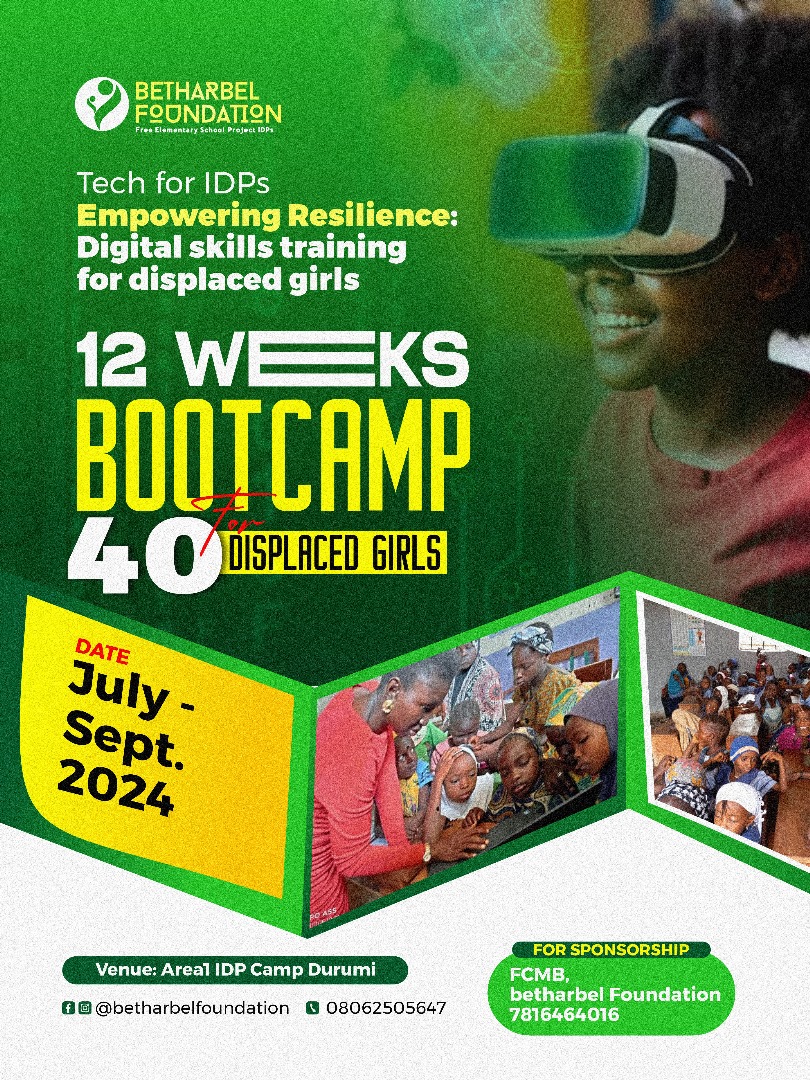 BETHARBEL
FOUNDATION
Free Elementary School Project IDPs
Tech for IDPs
Empowering Resilience:
Digital skills training
for displaced girls
12 WEEKS
BOOTCAMP
For
40 DISPLACED GIRLS
DATE
July -
Sept.
2024
Venue: Area1 IDP Camp Durumi
@betharbelfoundation 08062505647
FOR SPONSORSHIP
FCMB,
betharbel Foundation
7816464016